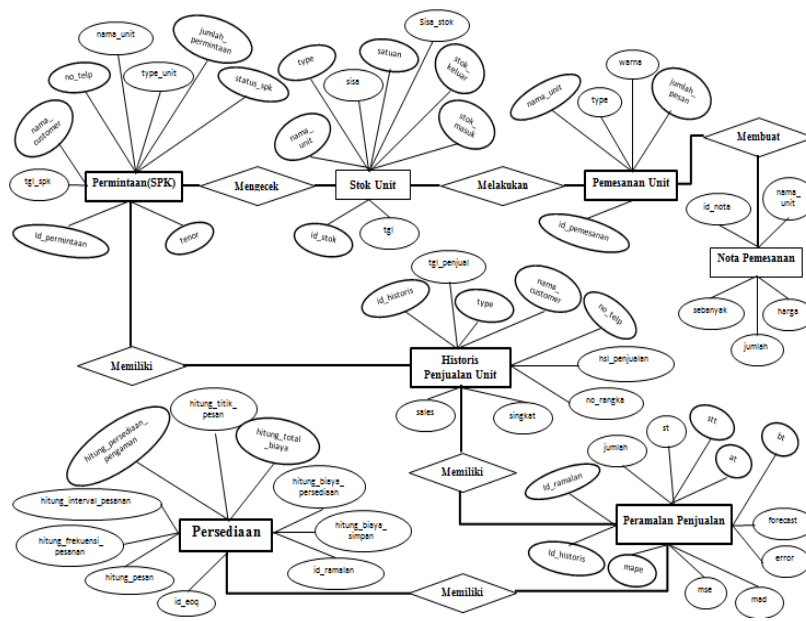 nama_unit
jumlah_
permintaan
no_telp
type_unit
status_spk
nama_
customer
tgl_spk
Permintaan(SPK)
id_permintaan
tenor
Mengecek
type
sisa
satuan
Sisa_stok
stok_
keluar
stok_
masuk
nama_
unit
Stok Unit
id_stok
tgl
Melakukan
nama_unit
type
warna
jumlah_
pesan
Pemesanan Unit
id_pemesanan
Membuat
id_nota
nama_
unit
Nota Pemesanan
sebanyak
jumlah
harga
Memiliki
id_historis
tgl_penjual
type
nama_
customer
no_telp
hsl_penjualan
no_rangka
Historis
Penjualan Unit
sales
singkat
Memiliki
hitung_persediaan_
pengaman
hitung_titik_
pesan
hitung_total
_biaya
hitung_biaya_
persediaan
hitung_biaya_
simpan
id_ramalan
hitung_interval_pesanan
hitung_frekuensi_
pesanan
hitung_pesan
id_eoq
Persediaan
Memiliki
Id_ramalan
jumlah
st
stt
at
bt
forecast
error
Peramalan Penjualan
Id_historis
mape
mse
mad